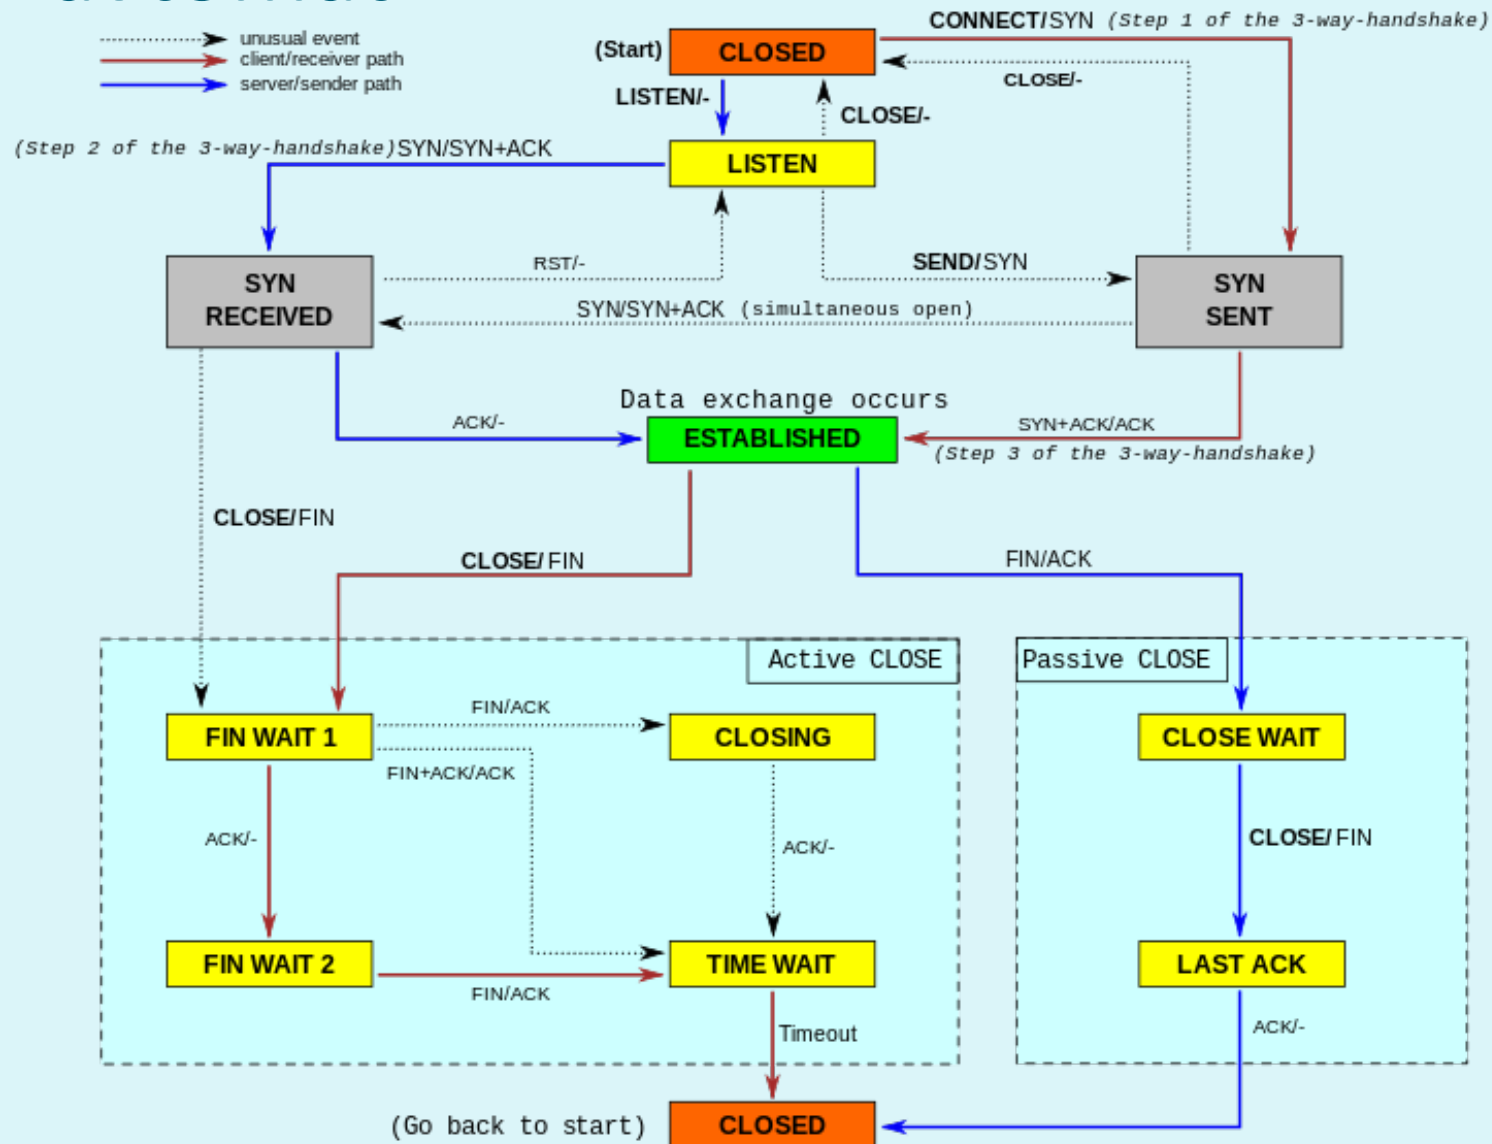 unusual event
client/receiver path
server/sender path
(Start)
CLOSED
CONNECT/SYN (Step 1 of the 3-way-handshake)
CLOSE/-
LISTEN/-
CLOSE/-
(Step 2 of the 3-way-handshake)SYN/SYN+ACK
LISTEN
RST/-
SEND/SYN
SYN
RECEIVED
SYN
SENT
SYN/SYN+ACK (simultaneous open)
Data exchange occurs
ACK/-
ESTABLISHED
SYN+ACK/ACK
(Step 3 of the 3-way-handshake)
CLOSE/FIN
CLOSE/FIN
FIN/ACK
Active CLOSE
Passive CLOSE
FIN WAIT 1
FIN/ACK
CLOSING
CLOSE WAIT
FIN+ACK/ACK
ACK/-
ACK/-
CLOSE/FIN
FIN WAIT 2
TIME WAIT
LAST ACK
FIN/ACK
Timeout
ACK/-
(Go back to start)
CLOSED